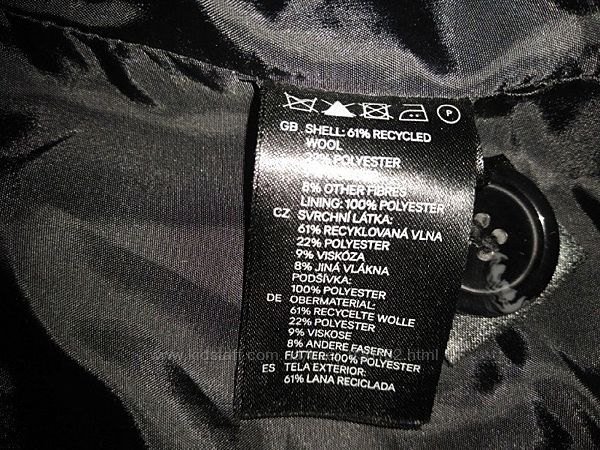 P
GB SHELL: 61% RECYCLED
WOOL
22% POLYESTER
8% OTHER FIBRES
LINING: 100% POLYESTER
CZ SVRCHNÍ LÁTKA:
61% RECYKLOVANÁ VLNA
22% POLYESTER
9% VISKÓZA
8% JINÁ VLÁKNA
PODŠÍVKA:
100% POLYESTER
DE OBERMATERIAL:
61% RECYCELTE WOLLE
22% POLYESTER
9% VISKOSE
8% ANDERE FASERN
FUTTER: 100% POLYESTER
ES TELA EXTERIOR:
61% LANA RECICLADA